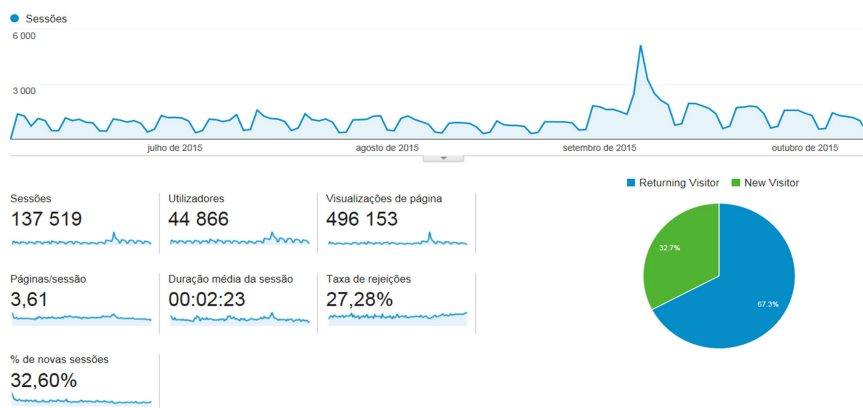 Sessões
6 000
3 000
julho de 2015
agosto de 2015
setembro de 2015
outubro de 2015
Returning Visitor
New Visitor
Sessões
137 519
Utilizadores
44 866
Visualizações de página
496 153
32.7%
67.3%
Páginas/sessão
3,61
Duração média da sessão
00:02:23
Taxa de rejeições
27,28%
% de novas sessões
32,60%